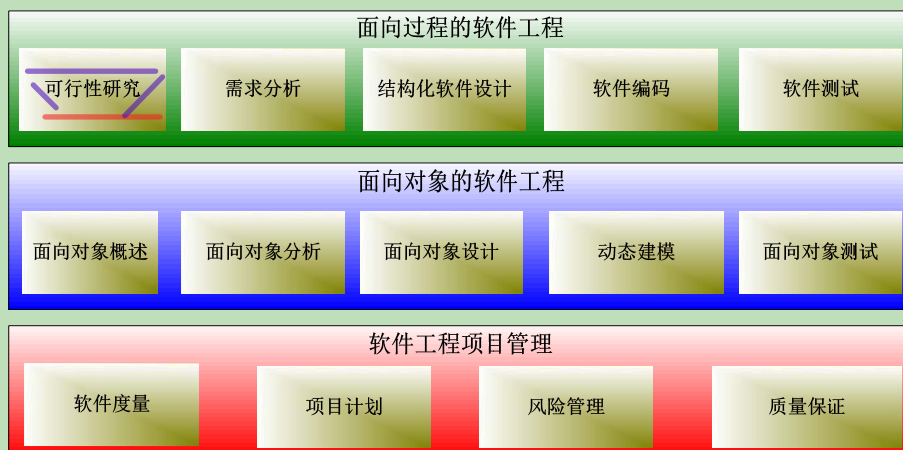 面向过程的软件工程
可行性研究 需求分析 结构化软件设计 软件编码 软件测试
面向对象的软件工程
面向对象概述 面向对象分析 面向对象设计 动态建模 面向对象测试
软件工程项目管理
软件度量 项目计划 风险管理 质量保证